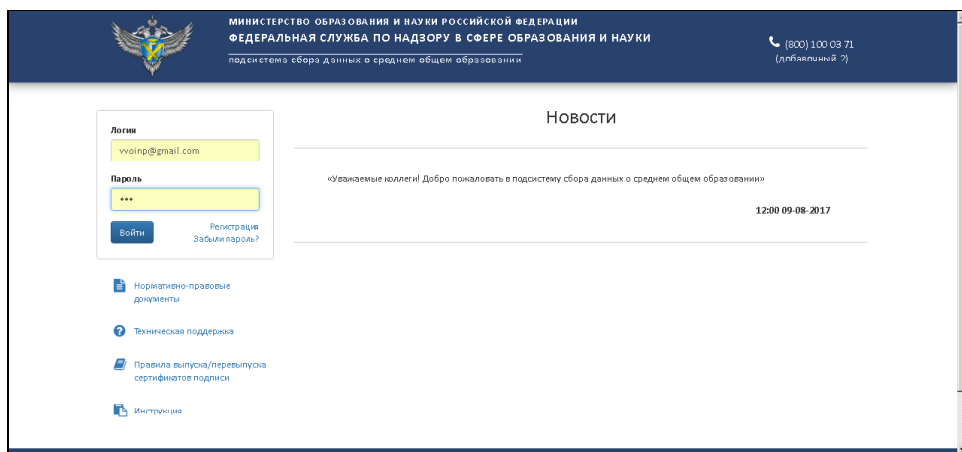 МИНИСТЕРСТВО ОБРАЗОВАНИЯ И НАУКИ РОССИЙСКОЙ ФЕДЕРАЦИИ
ФЕДЕРАЛЬНАЯ СЛУЖБА ПО НАДЗОРУ В СФЕРЕ ОБРАЗОВАНИЯ И НАУКИ
подсистема сбора данных о среднем общем образовании
(800) 100 03 71
(добавочный 2)
Логин
vvoinp@gmail.com
Пароль
•••
Войти
Регистрация
Забыли пароль?
Нормативно-правовые
документы
Техническая поддержка
Правила выпуска/перевыпуска
сертификатов подписи
Инструкция
Новости
«Уважаемые коллеги! Добро пожаловать в подсистему сбора данных о среднем общем образовании»
12:00 09-08-2017